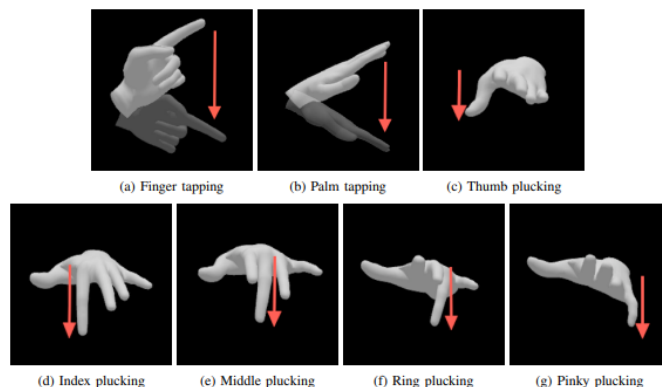 (a) Finger tapping
(b) Palm tapping
(c) Thumb plucking
(d) Index plucking
(e) Middle plucking
(f) Ring plucking
(g) Pinky plucking